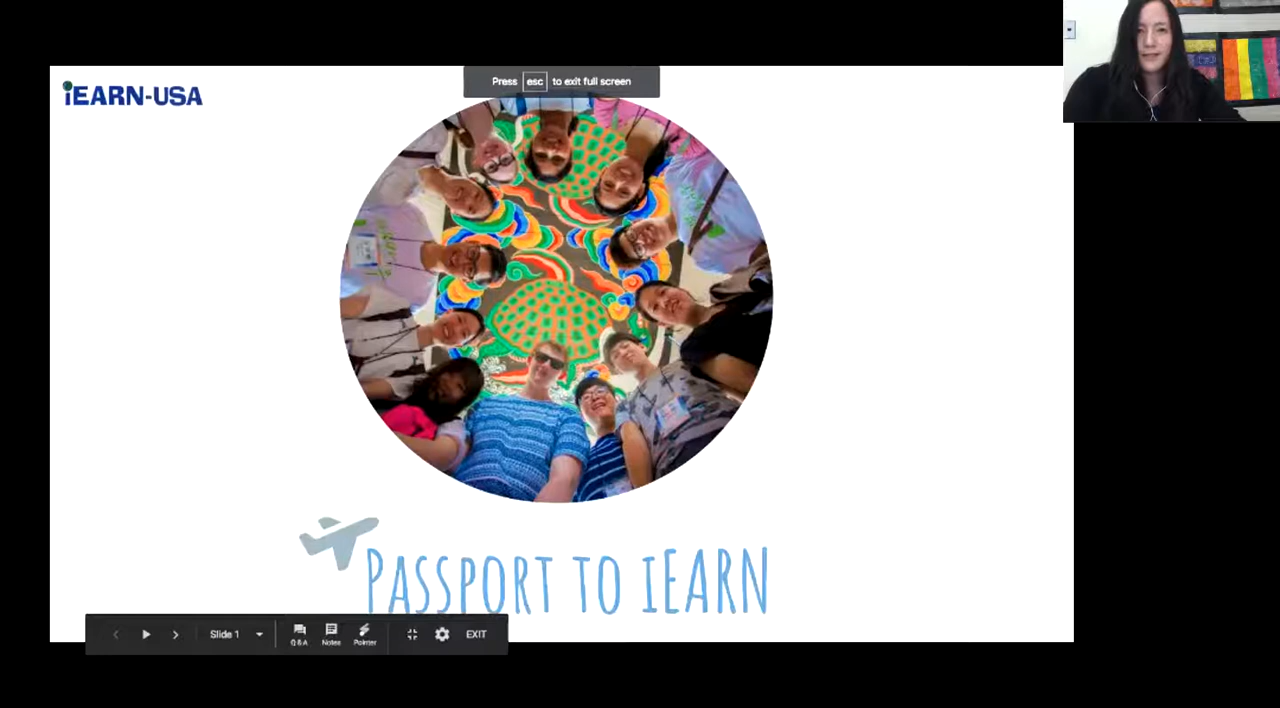 iEARN-USA
Press esc to exit full screen
PASSPORT TO iEARN
Slide 1
Q&A
Notes
Pointer
EXIT